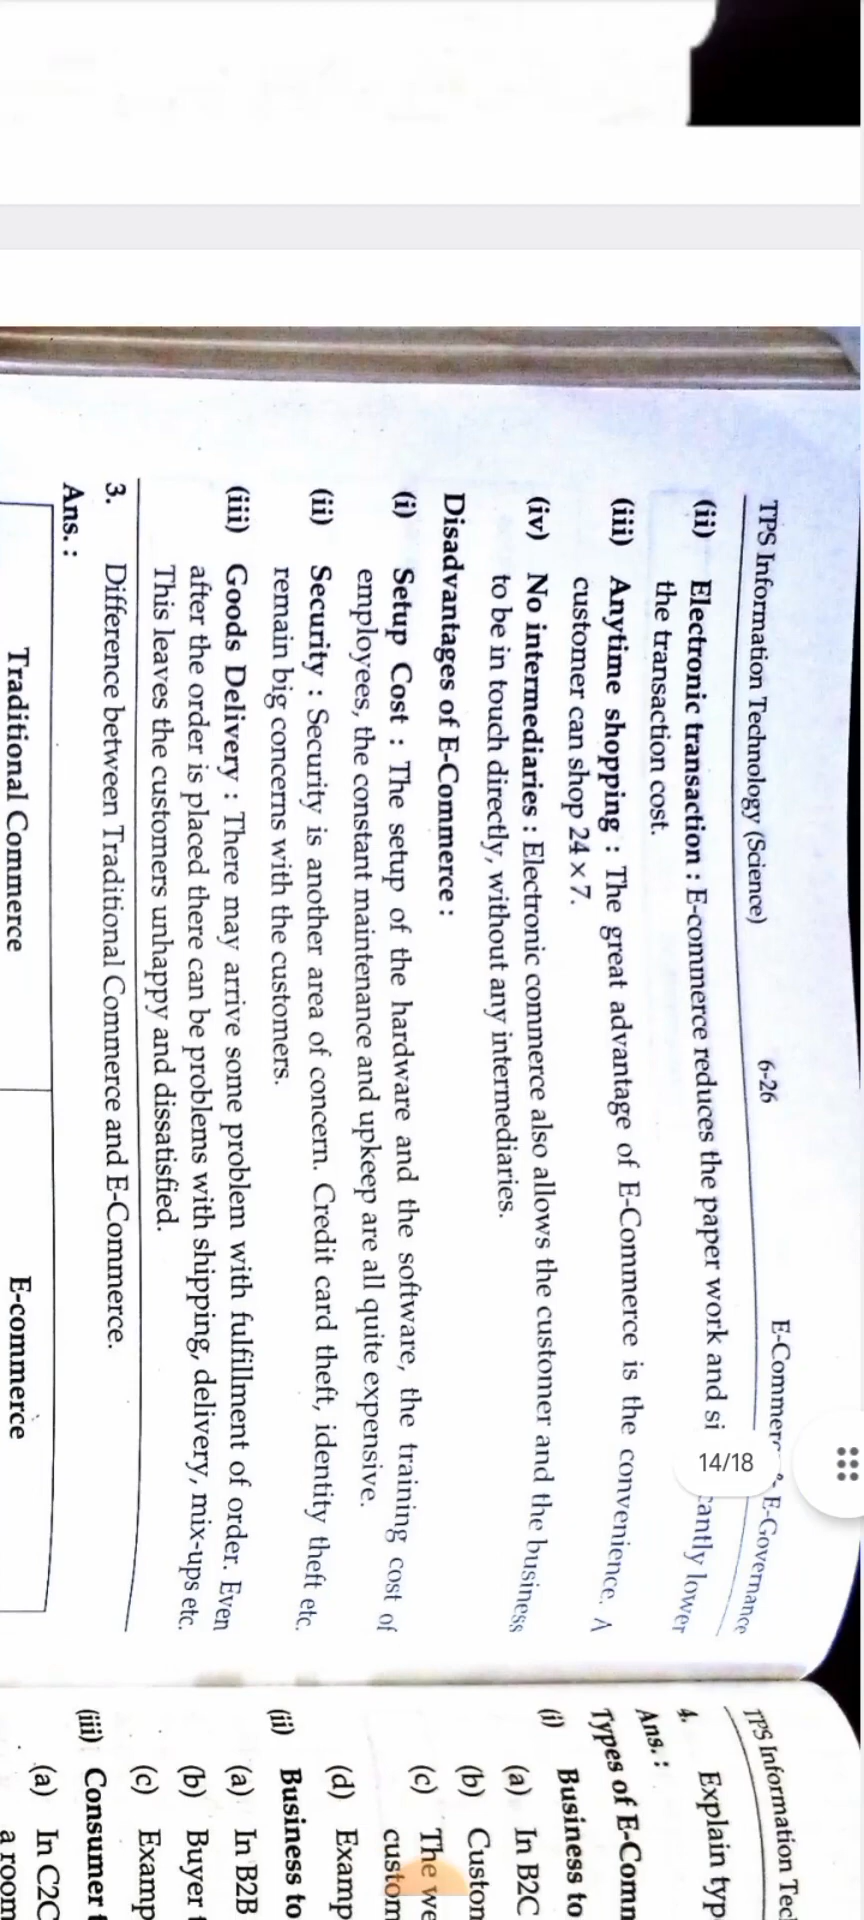 TPS Information Technology (Science) 6-26 E-Commerce & E-Governance
(ii) Electronic transaction : E-commerce reduces the paper work and si cantly lower
the transaction cost.
(iii) Anytime shopping : The great advantage of E-Commerce is the convenience. A
customer can shop 24 × 7.
(iv) No intermediaries : Electronic commerce also allows the customer and the business
to be in touch directly, without any intermediaries.
Disadvantages of E-Commerce :
(i) Setup Cost : The setup of the hardware and the software, the training cost of
employees, the constant maintenance and upkeep are all quite expensive.
(ii) Security : Security is another area of concern. Credit card theft, identity theft etc.
remain big concerns with the customers.
(iii) Goods Delivery : There may arrive some problem with fulfillment of order. Even
after the order is placed there can be problems with shipping, delivery, mix-ups etc.
This leaves the customers unhappy and dissatisfied.
3. Difference between Traditional Commerce and E-Commerce.
Ans. :
Traditional Commerce E-commerce
14/18
TPS Information Tec
4. Explain typ
Ans. :
Types of E-Comm
(i) Business to
(a) In B2C
(b) Custon
(c) The we
custom
(d) Examp
(ii) Business to
(a) In B2B
(b) Buyer
(c) Examp
(iii) Consumer t
(a) In C2C
a room